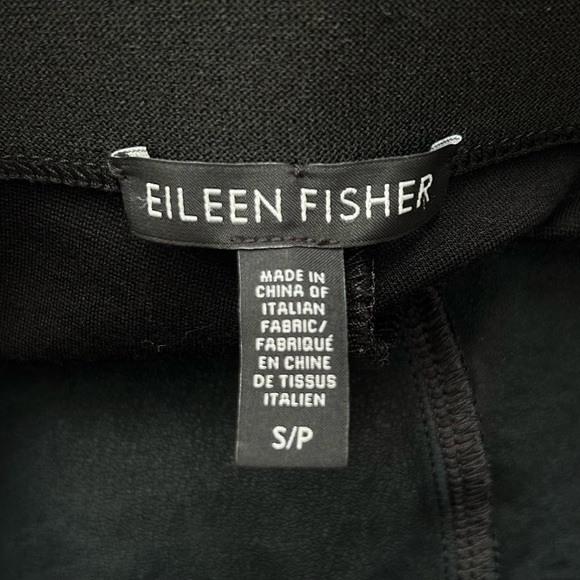 EILEEN FISHER
MADE IN
CHINA OF
ITALIAN
FABRIC/
FABRIQUÉ
EN CHINE
DE TISSUS
ITALIEN
S/P